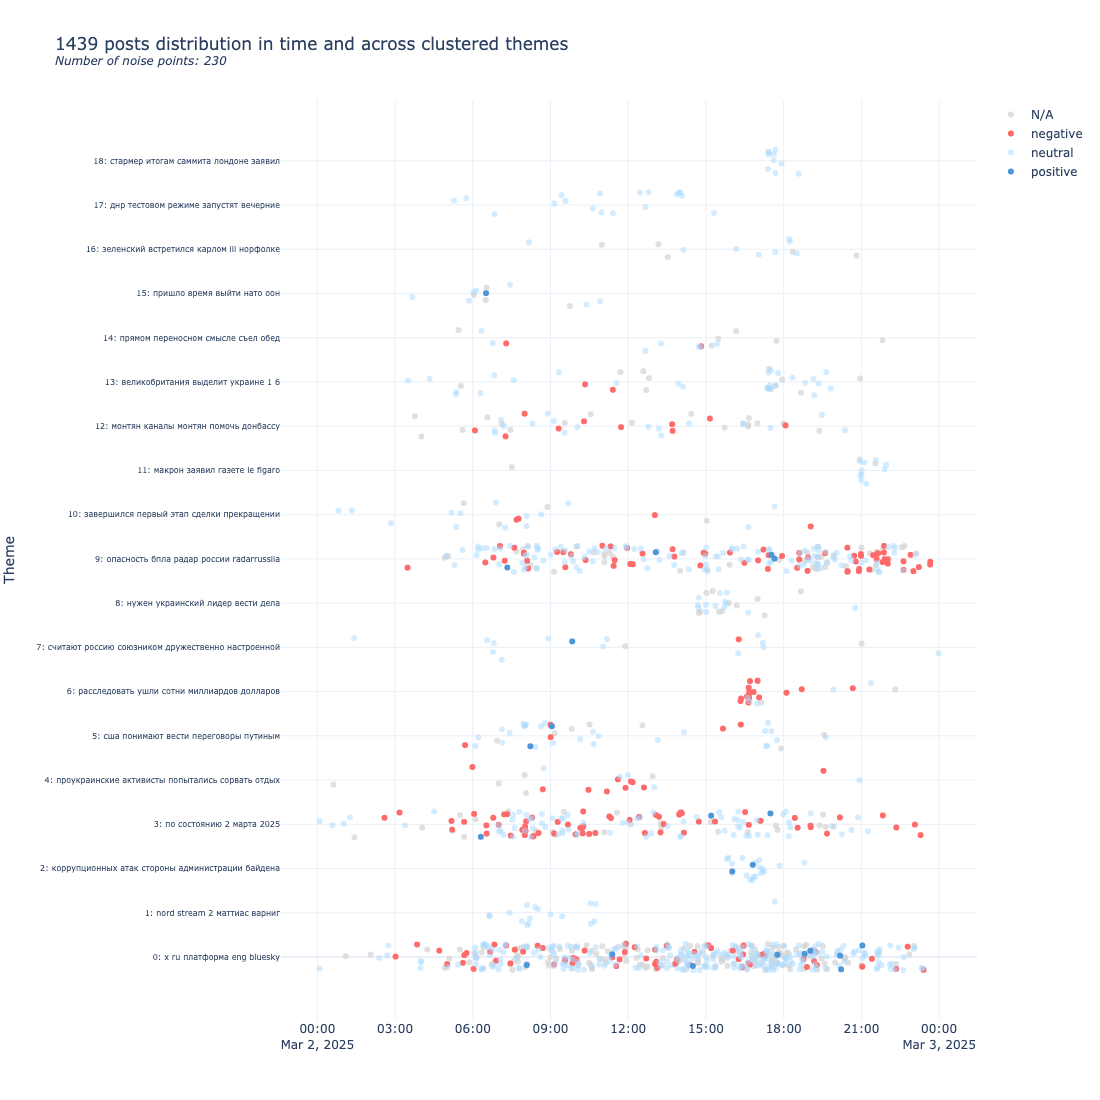 1439 posts distribution in time and across clustered themes
Number of noise points: 230
N/A
negative
neutral
positive
Theme
18: стармер итогам саммита лондоне заявил
17: днр тестовом режиме запустят вечерние
16: зеленский встретился карлом iii норфолке
15: пришло время выйти нато оон
14: прямом переносном смысле съел обед
13: великобритания выделит украине 1 6
12: монтян каналы монтян помочь донбассу
11: макрон заявил газете le figaro
10: завершился первый этап сделки прекращении
9: опасность бпла радар россии radarrussiia
8: нужен украинский лидер вести дела
7: считают россию союзником дружественно настроенной
6: расследовать ушли сотни миллиардов долларов
5: сша понимают вести переговоры путиным
4: проукраинские активисты попытались сорвать отдых
3: по состоянию 2 марта 2025
2: коррупционных атак стороны администрации байдена
1: nord stream 2 маттиас варниг
0: x ru платформа eng bluesky
00:00 03:00 06:00 09:00 12:00 15:00 18:00 21:00 00:00
Mar 2, 2025 Mar 3, 2025